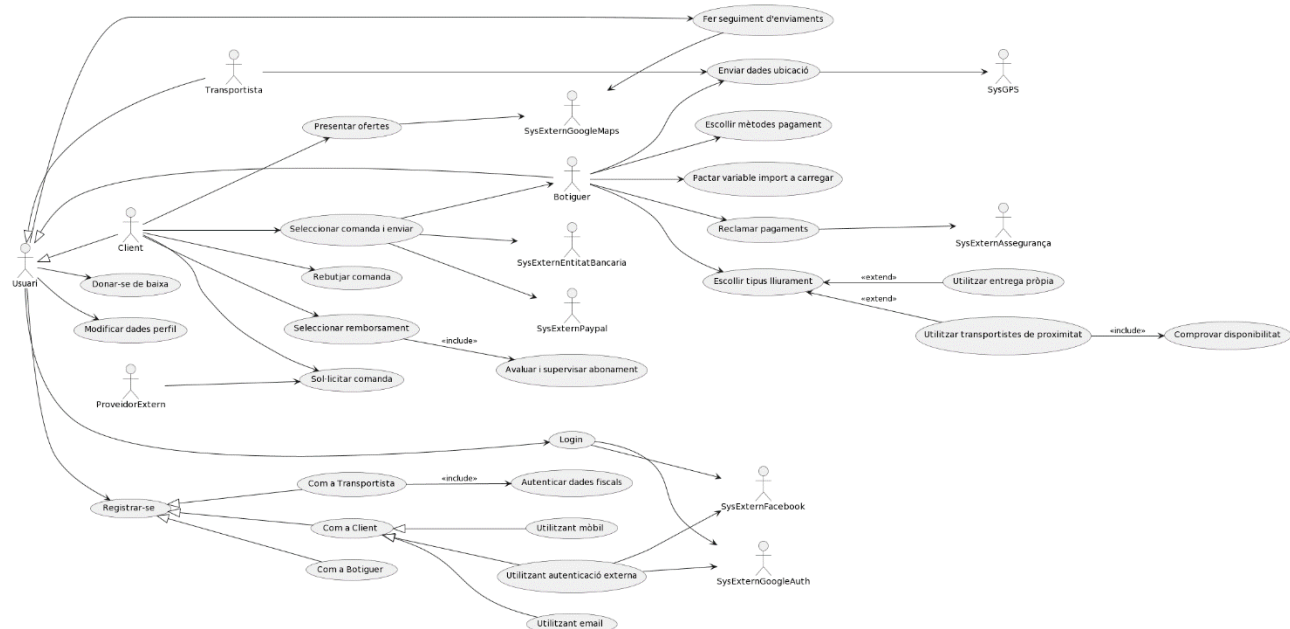 Fer seguiment d'enviaments
Transportista
Enviar dades ubicació
SysGPS
Presentar ofertes
SysExternGoogleMaps
Escollir mètodes pagament
Botiguer
Pactar variable import a carregar
Client
Seleccionar comanda i enviar
Reclamar pagaments
SysExternEntitatBancaria
SysExternAssegurança
Usuari
Donar-se de baixa
Rebutjar comanda
Escollir tipus lliurament
«extend»
Utilitzar entrega pròpia
«extend»
Modificar dades perfil
Seleccionar remborsament
SysExternPaypal
Utilitzar transportistes de proximitat
«include»
Comprovar disponibilitat
«include»
Avaluar i supervisar abonament
ProveidorExtern
Sol·licitar comanda
Login
Com a Transportista
«include»
Autenticar dades fiscals
SysExternFacebook
Registrar-se
Com a Client
Utilitzant mòbil
Com a Botiguer
Utilitzant autenticació externa
SysExternGoogleAuth
Utilitzant email